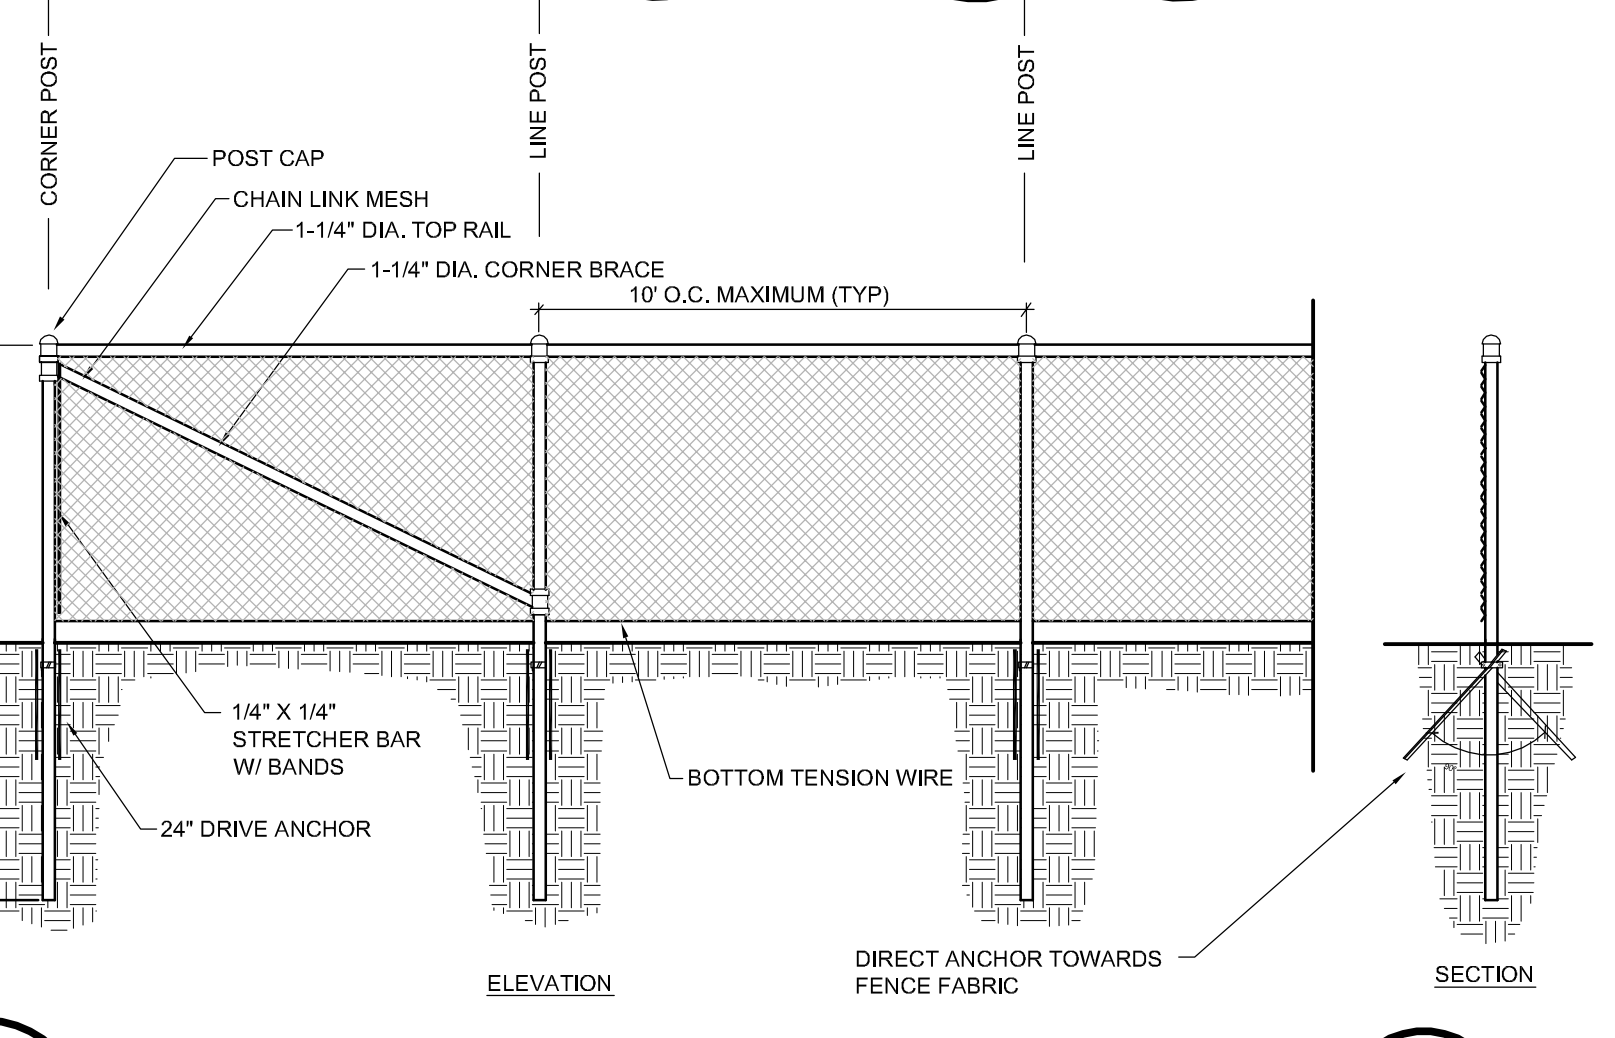 CORNER POST
LINE POST
LINE POST
POST CAP
CHAIN LINK MESH
1-1/4" DIA. TOP RAIL
1-1/4" DIA. CORNER BRACE
10' O.C. MAXIMUM (TYP)
1/4" X 1/4"
STRETCHER BAR
W/ BANDS
24" DRIVE ANCHOR
BOTTOM TENSION WIRE
DIRECT ANCHOR TOWARDS
FENCE FABRIC
ELEVATION
SECTION